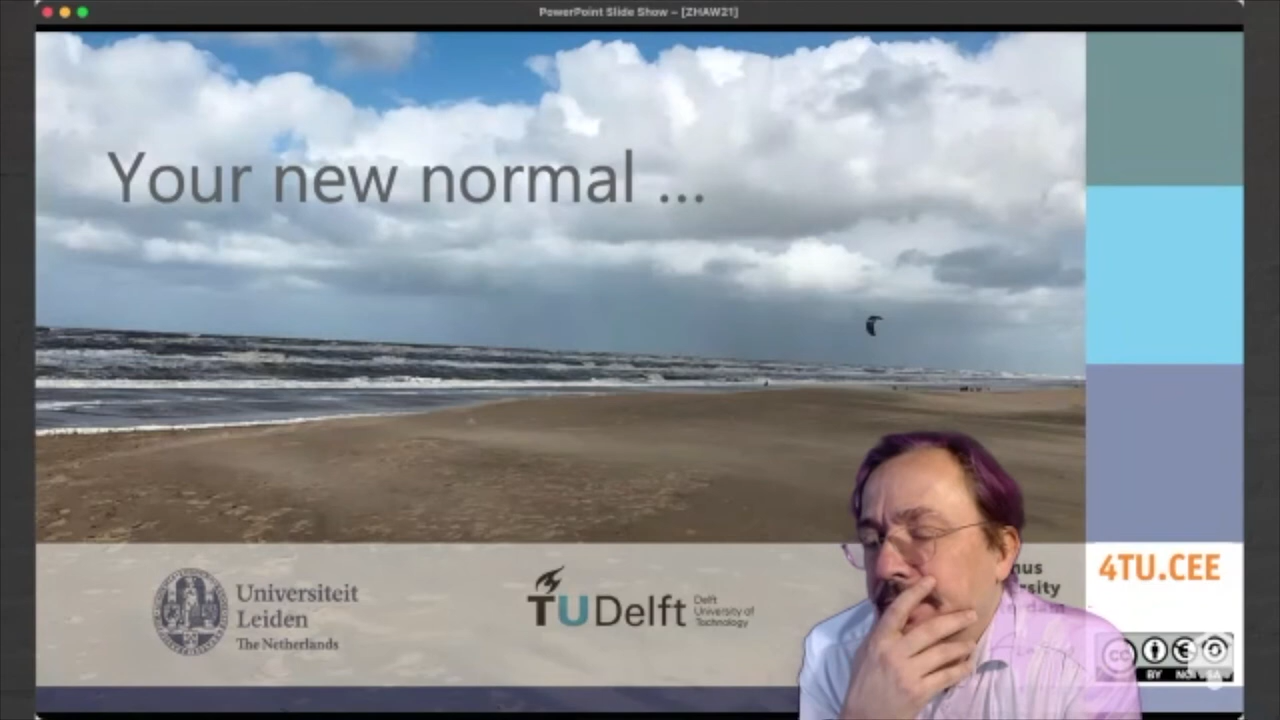 PowerPoint Slide Show – [ZHAW21]
Your new normal ...
Universiteit
Leiden
The Netherlands
TUDelft
Delft
University of
Technology
4TU.CEE
CC
BY